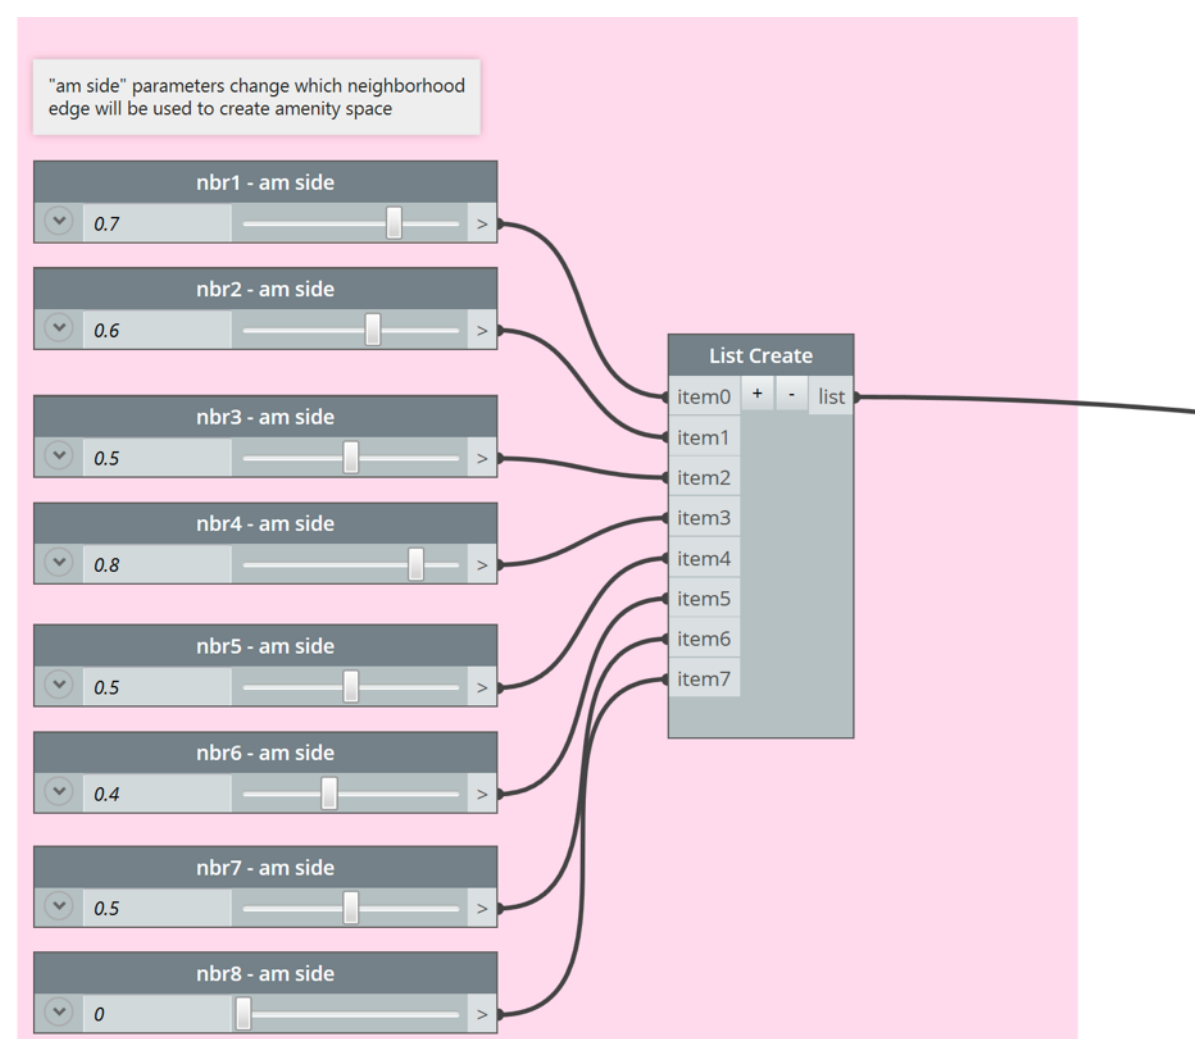 "am side" parameters change which neighborhood
edge will be used to create amenity space
nbr1 - am side
0.7 >
nbr2 - am side
0.6 >
nbr3 - am side
0.5 >
nbr4 - am side
0.8 >
nbr5 - am side
0.5 >
nbr6 - am side
0.4 >
nbr7 - am side
0.5 >
nbr8 - am side
0 >
List Create
item0 + - list
item1
item2
item3
item4
item5
item6
item7